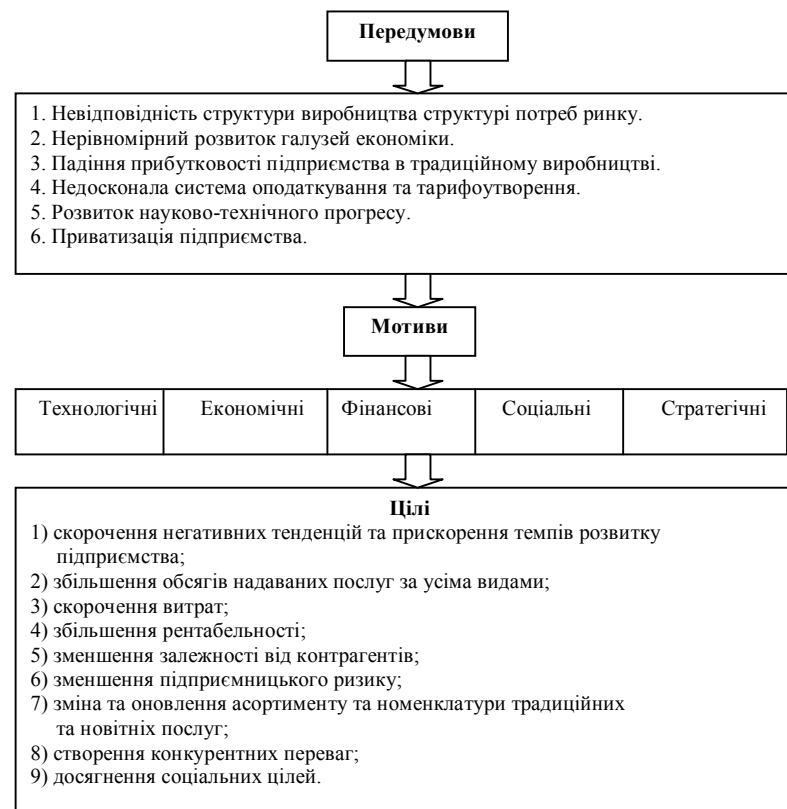 Передумови
1. Невідповідність структури виробництва структурі потреб ринку.
2. Нерівномірний розвиток галузей економіки.
3. Падіння прибутковості підприємства в традиційному виробництві.
4. Недосконала система оподаткування та тарифоутворення.
5. Розвиток науково-технічного прогресу.
6. Приватизація підприємства.
Мотиви
Технологічні Економічні Фінансові Соціальні Стратегічні
Цілі
1) скорочення негативних тенденцій та прискорення темпів розвитку
підприємства;
2) збільшення обсягів надаваних послуг за усіма видами;
3) скорочення витрат;
4) збільшення рентабельності;
5) зменшення залежності від контрагентів;
6) зменшення підприємницького ризику;
7) зміна та оновлення асортименту та номенклатури традиційних
та новітніх послуг;
8) створення конкурентних переваг;
9) досягнення соціальних цілей.